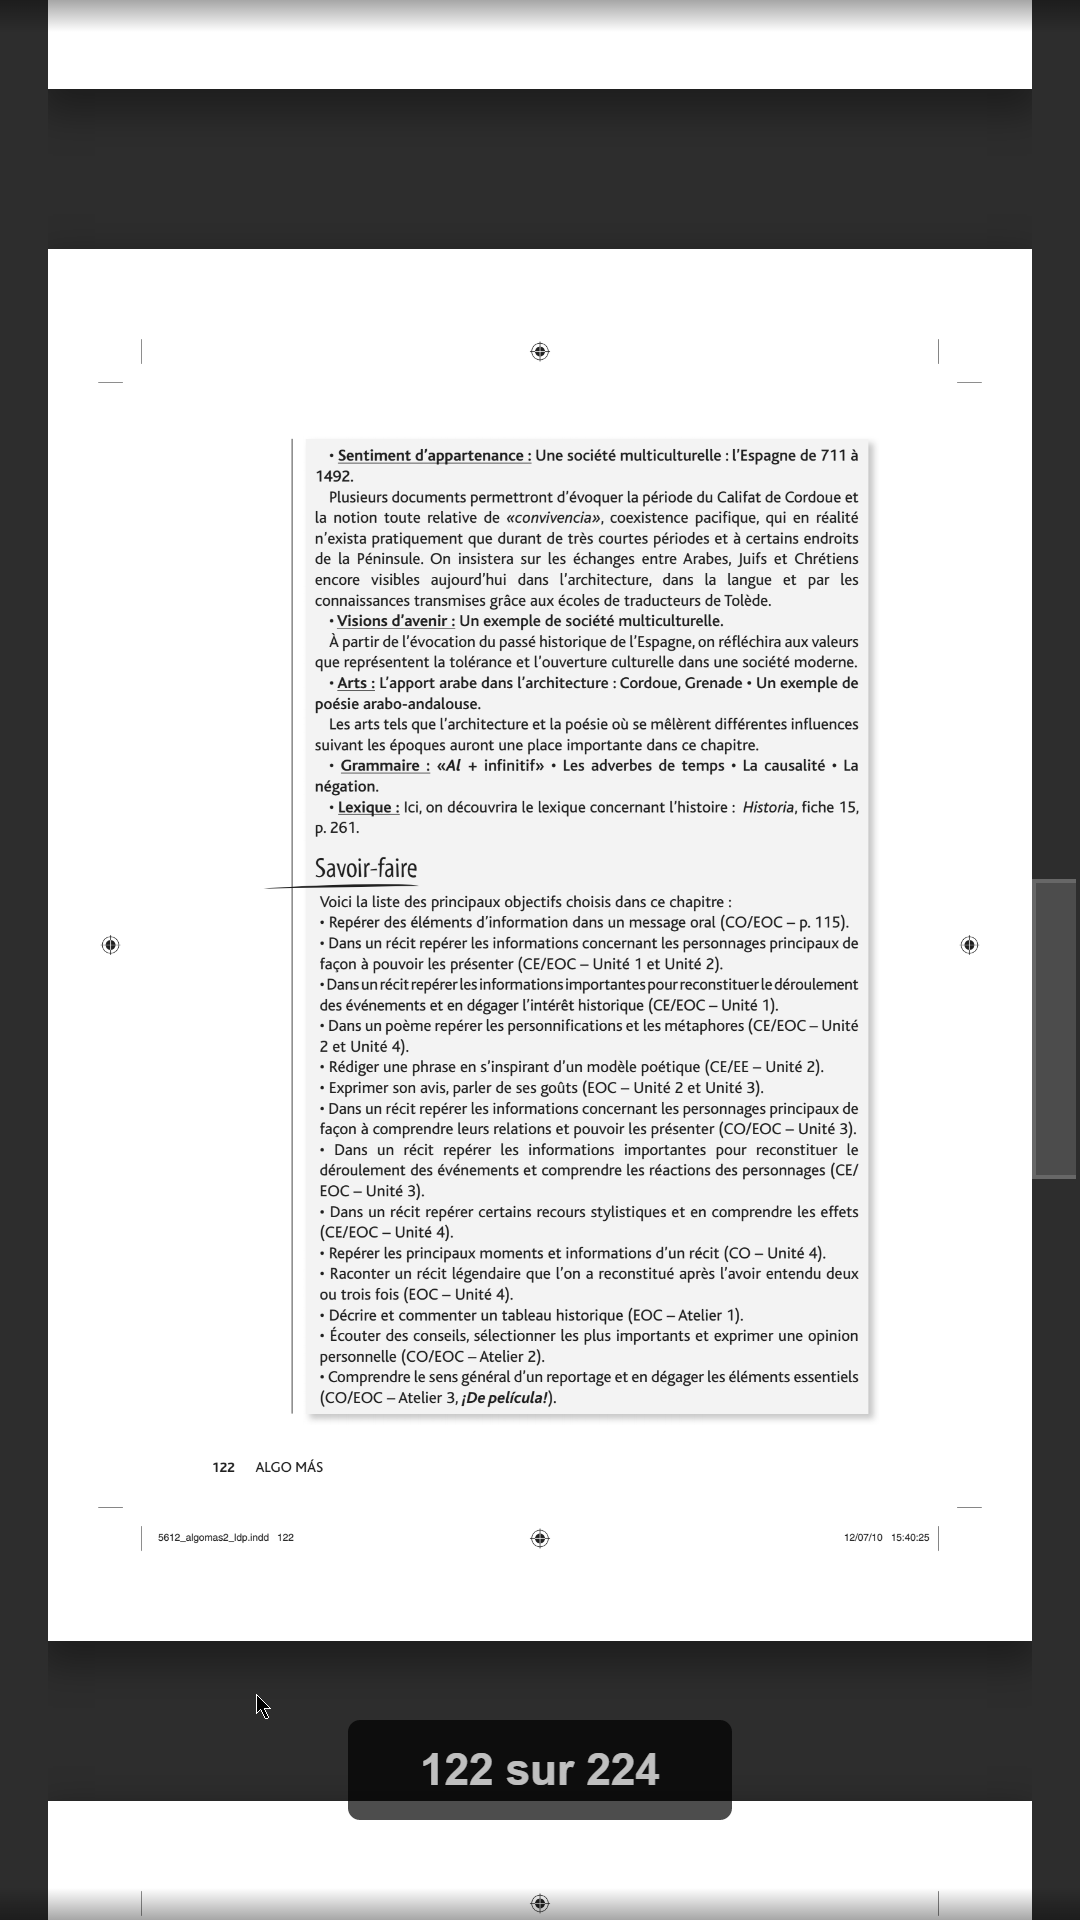 • Sentiment d’appartenance : Une société multiculturelle : l’Espagne de 711 à
1492.
Plusieurs documents permettront d’évoquer la période du Califat de Cordoue et
la notion toute relative de «convivencia», coexistence pacifique, qui en réalité
n’exista pratiquement que durant de très courtes périodes et à certains endroits
de la Péninsule. On insistera sur les échanges entre Arabes, Juifs et Chrétiens
encore visibles aujourd’hui dans l’architecture, dans la langue et par les
connaissances transmises grâce aux écoles de traducteurs de Tolède.
• Visions d’avenir : Un exemple de société multiculturelle.
À partir de l’évocation du passé historique de l’Espagne, on réfléchira aux valeurs
que représentent la tolérance et l’ouverture culturelle dans une société moderne.
• Arts : L’apport arabe dans l’architecture : Cordoue, Grenade • Un exemple de
poésie arabo-andalouse.
Les arts tels que l’architecture et la poésie où se mêlèrent différentes influences
suivant les époques auront une place importante dans ce chapitre.
• Grammaire : «Al + infinitif» • Les adverbes de temps • La causalité • La
négation.
• Lexique : Ici, on découvrira le lexique concernant l’histoire : Historia, fiche 15,
p. 261.
Savoir-faire
Voici la liste des principaux objectifs choisis dans ce chapitre :
• Repérer des éléments d’information dans un message oral (CO/EOC – p. 115).
• Dans un récit repérer les informations concernant les personnages principaux de
façon à pouvoir les présenter (CE/EOC – Unité 1 et Unité 2).
• Dans un récit repérer les informations importantes pour reconstituer le déroulement
des événements et en dégager l’intérêt historique (CE/EOC – Unité 1).
• Dans un poème repérer les personnifications et les métaphores (CE/EOC – Unité
2 et Unité 4).
• Rédiger une phrase en s’inspirant d’un modèle poétique (CE/EE – Unité 2).
• Exprimer son avis, parler de ses goûts (EOC – Unité 2 et Unité 3).
• Dans un récit repérer les informations concernant les personnages principaux de
façon à comprendre leurs relations et pouvoir les présenter (CO/EOC – Unité 3).
• Dans un récit repérer les informations importantes pour reconstituer le
déroulement des événements et comprendre les réactions des personnages (CE/
EOC – Unité 3).
• Dans un récit repérer certains recours stylistiques et en comprendre les effets
(CE/EOC – Unité 4).
• Repérer les principaux moments et informations d’un récit (CO – Unité 4).
• Raconter un récit légendaire que l’on a reconstitué après l’avoir entendu deux
ou trois fois (EOC – Unité 4).
• Décrire et commenter un tableau historique (EOC – Atelier 1).
• Écouter des conseils, sélectionner les plus importants et exprimer une opinion
personnelle (CO/EOC – Atelier 2).
• Comprendre le sens général d’un reportage et en dégager les éléments essentiels
(CO/EOC – Atelier 3, ¡De película!).
122 ALGO MÁS
5612_algomas2_ldp.indd 122 12/07/10 15:40:25
122 sur 224